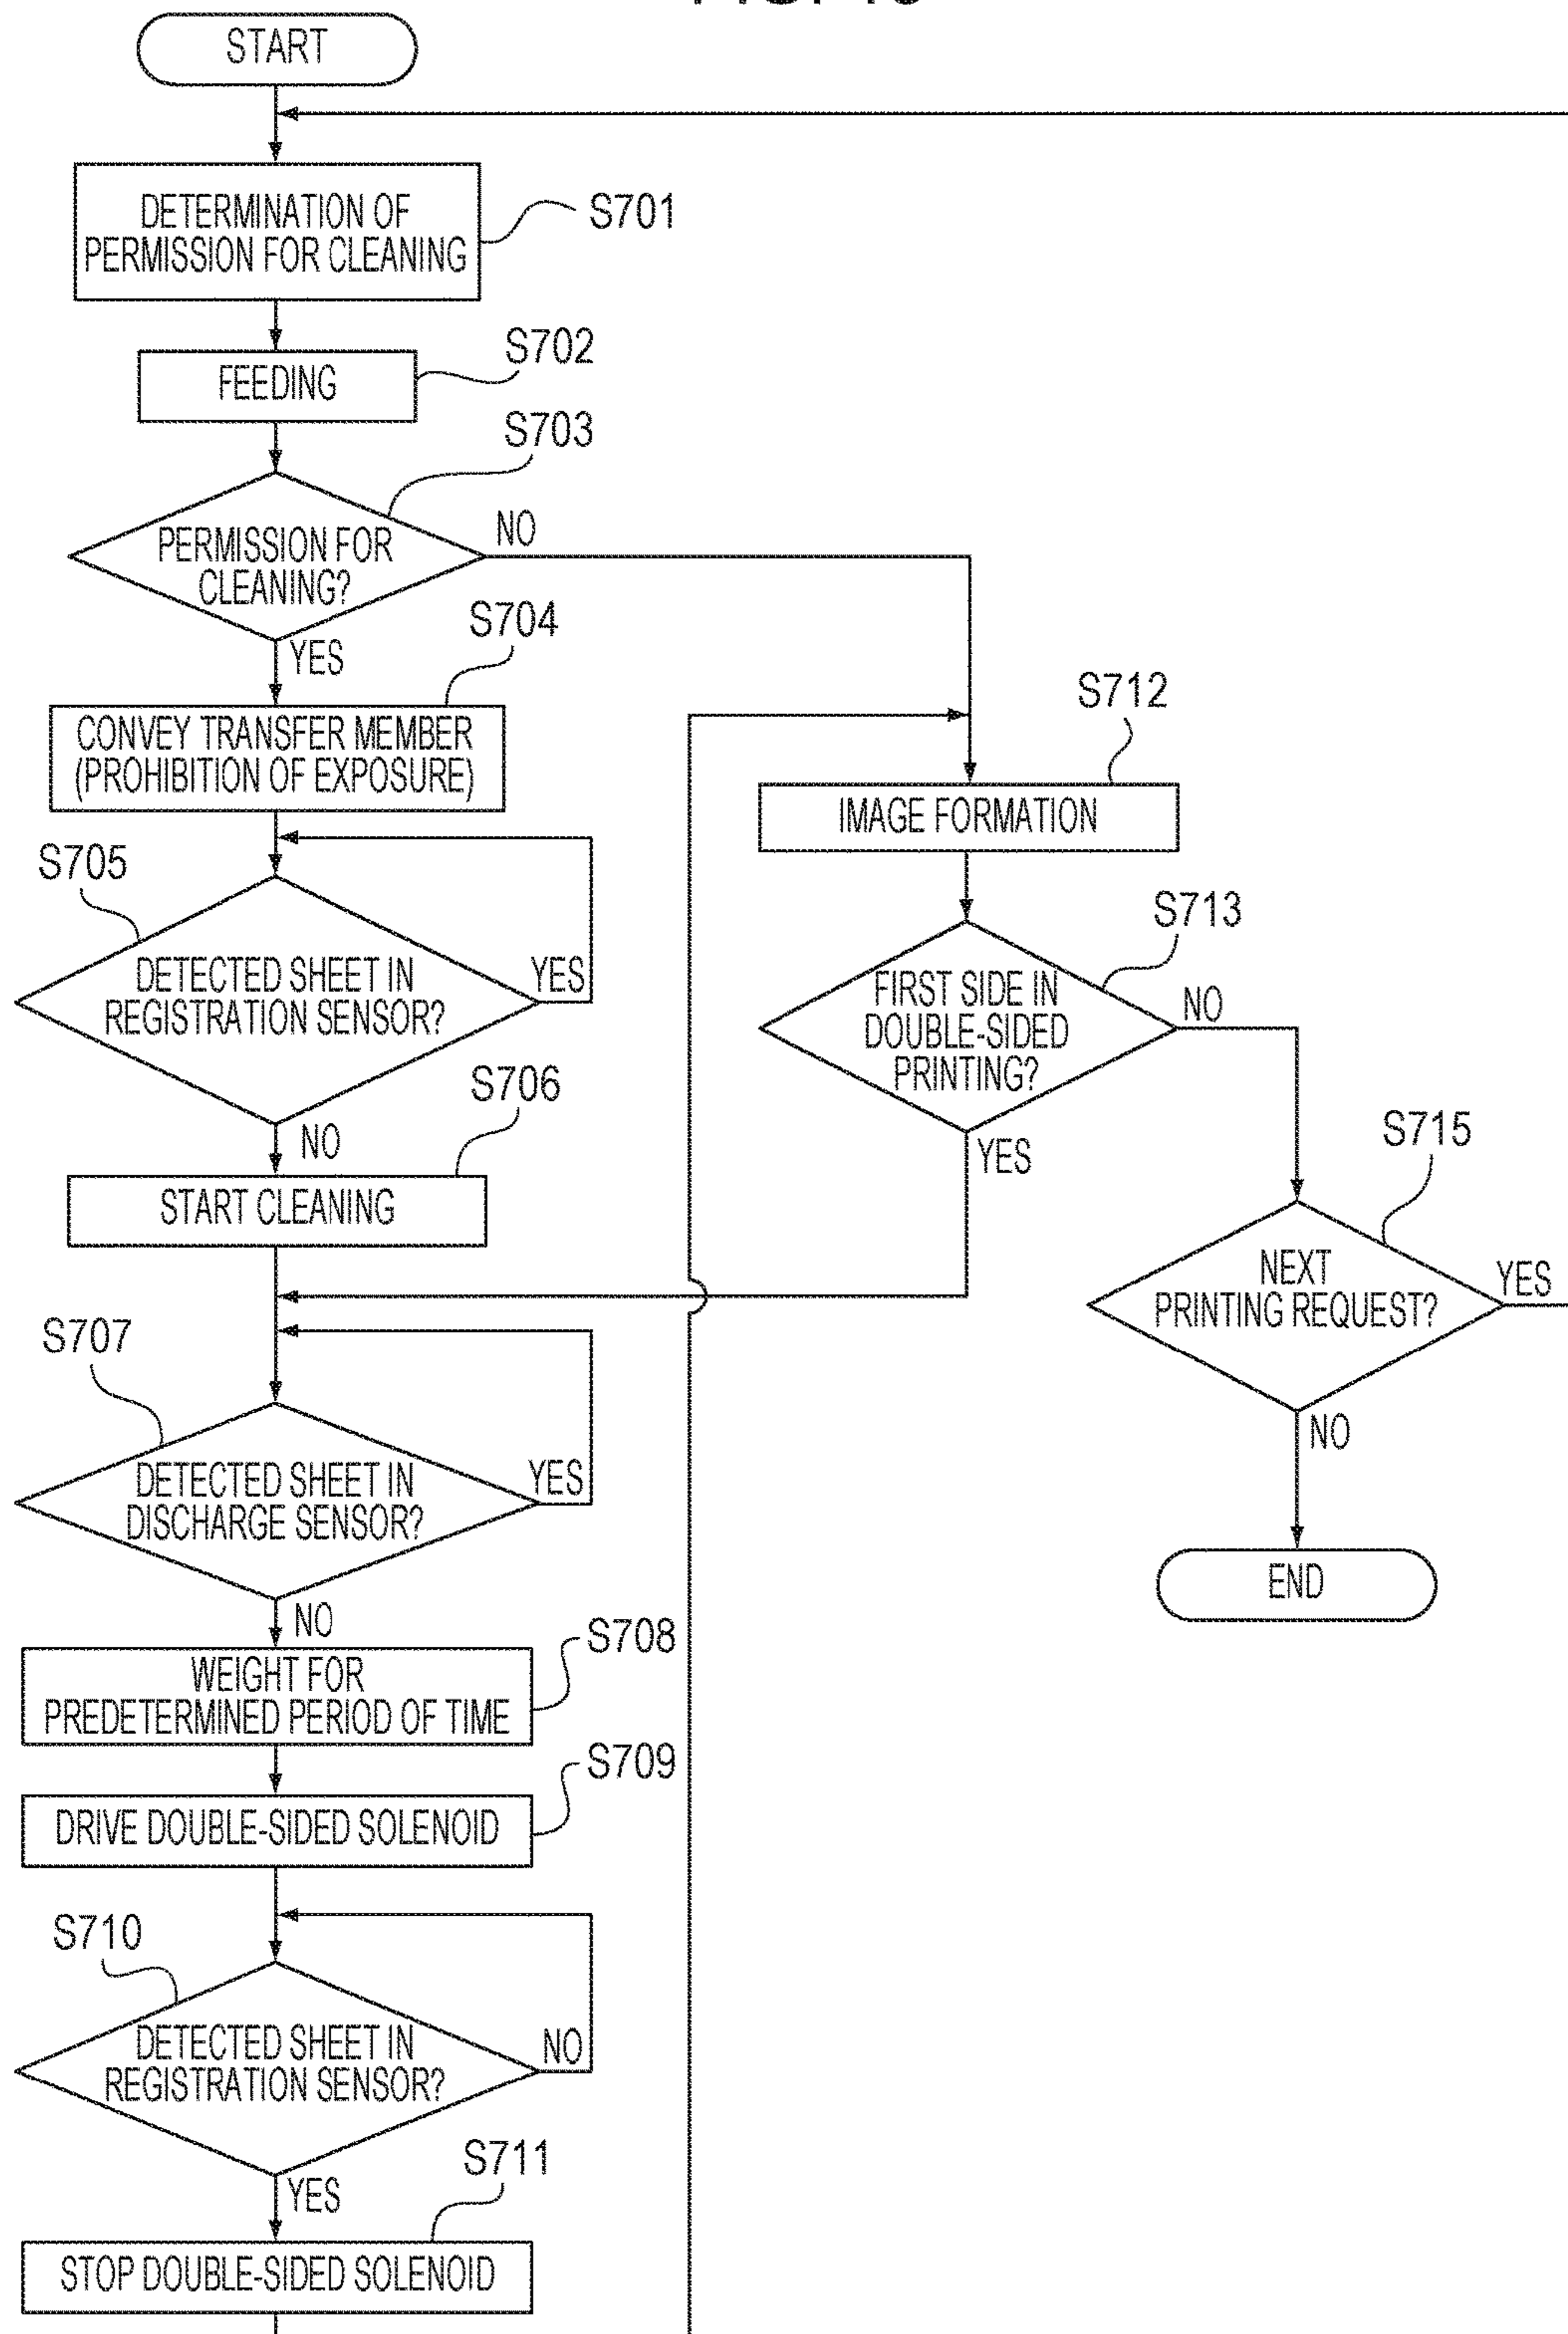 START
DETERMINATION OF
PERMISSION FOR CLEANING
S701
S702
FEEDING
S703
PERMISSION FOR
CLEANING?
NO
YES
S704
CONVEY TRANSFER MEMBER
(PROHIBITION OF EXPOSURE)
S705
DETECTED SHEET IN
REGISTRATION SENSOR?
YES
NO
S706
START CLEANING
S707
DETECTED SHEET IN
DISCHARGE SENSOR?
YES
NO
S708
WEIGHT FOR
PREDETERMINED PERIOD OF TIME
S709
DRIVE DOUBLE-SIDED SOLENOID
S710
DETECTED SHEET IN
REGISTRATION SENSOR?
NO
YES
S711
STOP DOUBLE-SIDED SOLENOID
S712
IMAGE FORMATION
S713
FIRST SIDE IN
DOUBLE-SIDED
PRINTING?
NO
YES
S715
NEXT
PRINTING REQUEST?
YES
NO
END